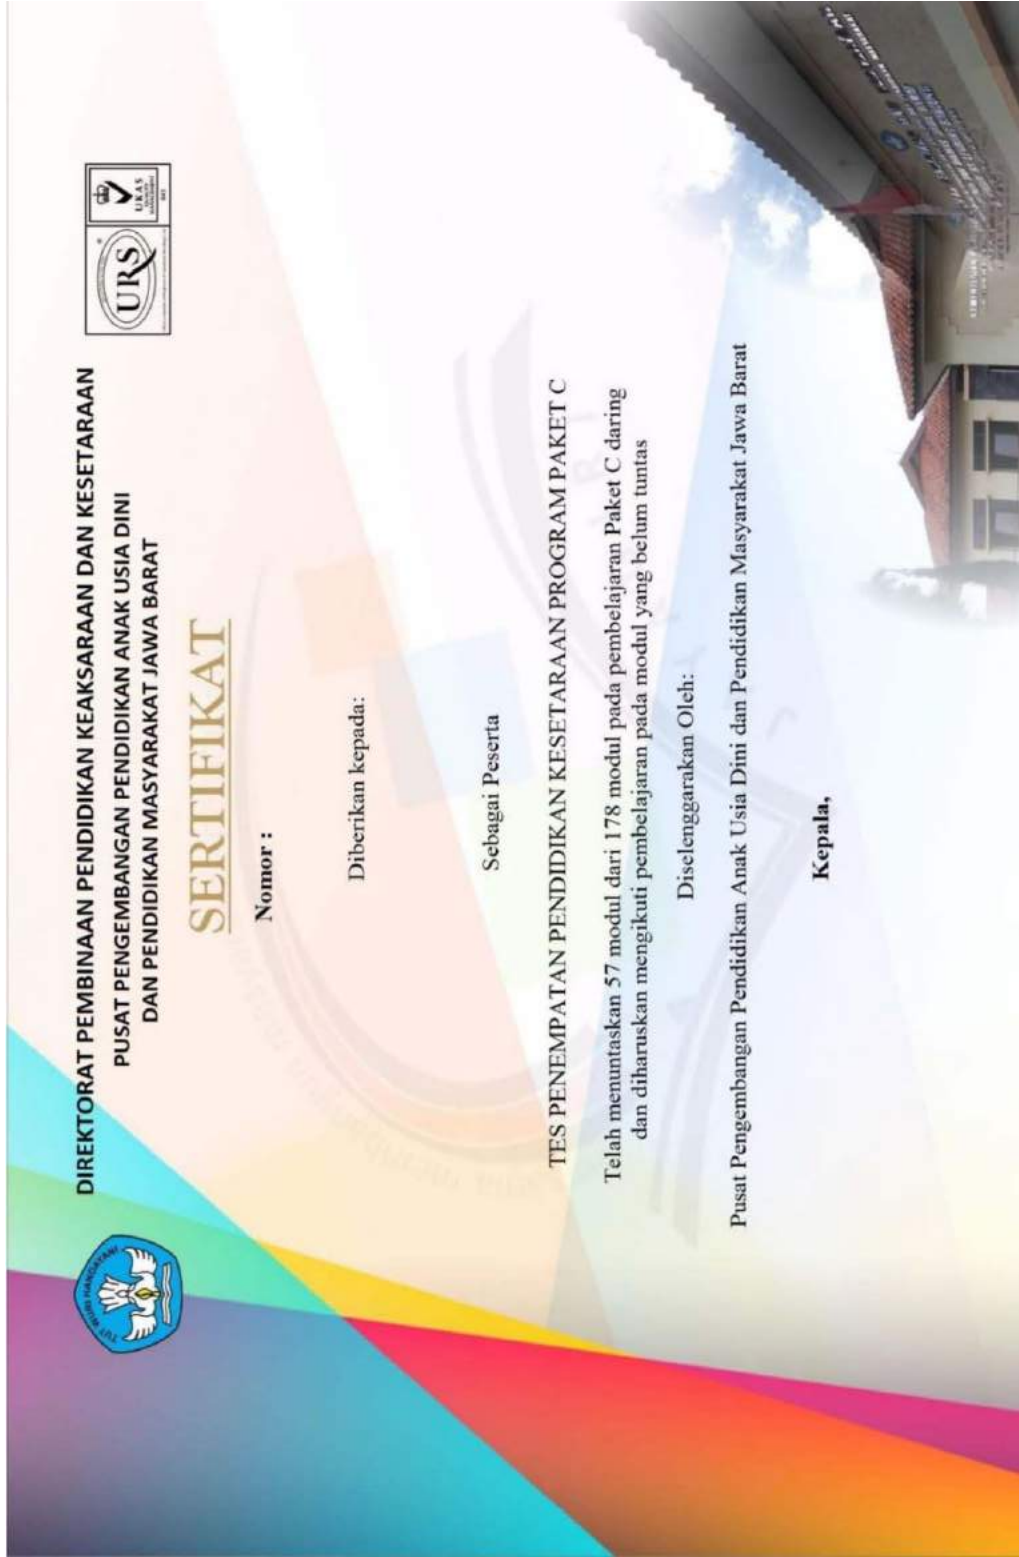 TUT WURI HANDAYANI
DIREKTORAT PEMBINAAN PENDIDIKAN KEAKSARAAN DAN KESETARAAN
PUSAT PENGEMBANGAN PENDIDIKAN ANAK USIA DINI
DAN PENDIDIKAN MASYARAKAT JAWA BARAT
URS
UKAS
QUALITY
MANAGEMENT
SERTIFIKAT
Nomor :
Diberikan kepada:
Sebagai Peserta
TES PENEMPATAN PENDIDIKAN KESETARAAN PROGRAM PAKET C
Telah menuntaskan 57 modul dari 178 modul pada pembelajaran Paket C daring
dan diharuskan mengikuti pembelajaran pada modul yang belum tuntas
Diselenggarakan Oleh:
Pusat Pengembangan Pendidikan Anak Usia Dini dan Pendidikan Masyarakat Jawa Barat
Kepala,